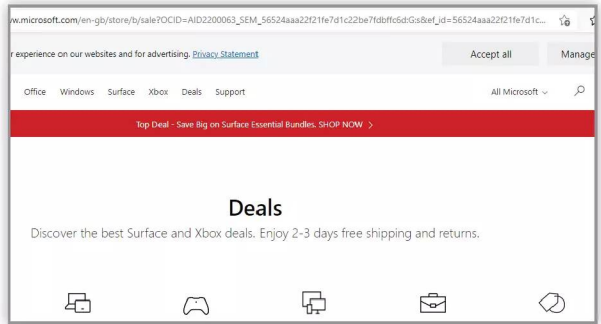 w.microsoft.com/en-gb/store/b/sale?OCID=AID2200063_SEM_56524aaa22f21fe7d1c22be7fdbffc6d:G:s&ef_id=56524aaa22f21fe7d1c...
r experience on our websites and for advertising. Privacy Statement
Accept all
Manage
Office Windows Surface Xbox Deals Support
All Microsoft
Top Deal - Save Big on Surface Essential Bundles. SHOP NOW >
Deals
Discover the best Surface and Xbox deals. Enjoy 2-3 days free shipping and returns.